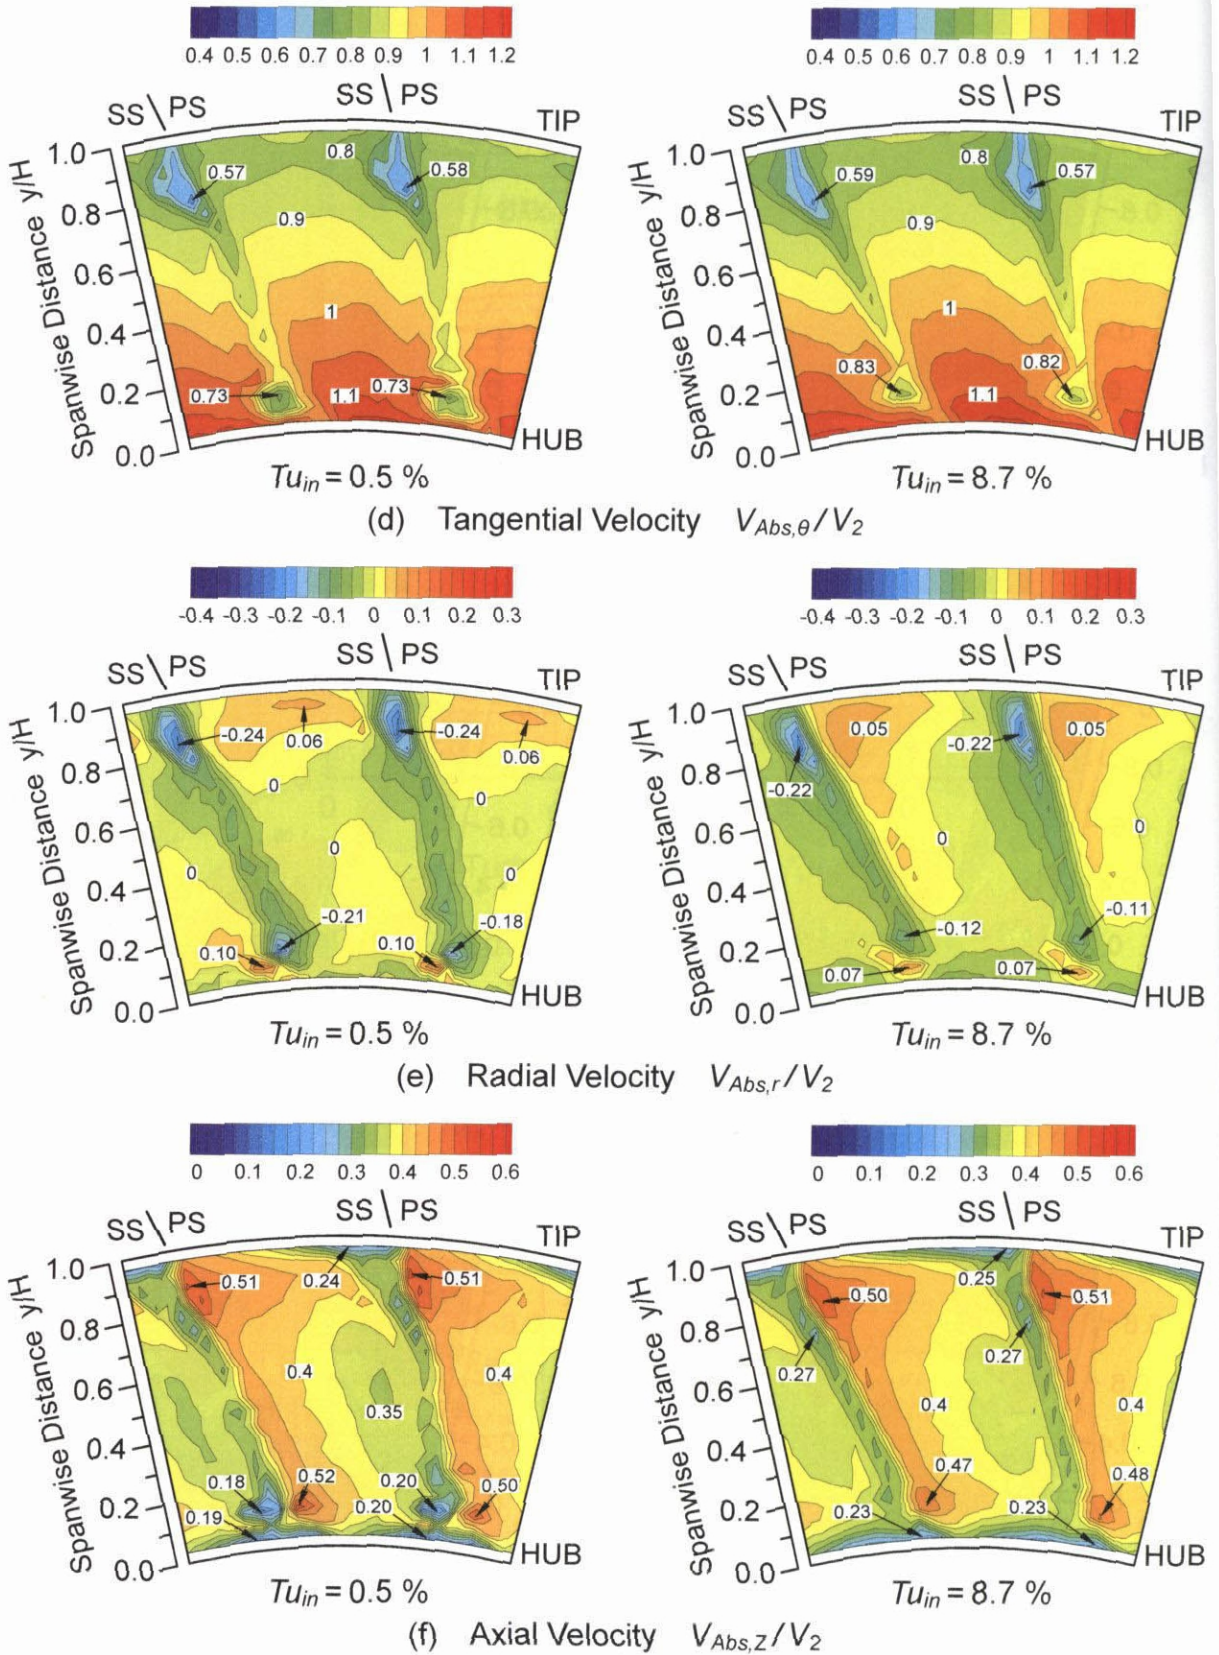 0.4 0.5 0.6 0.7 0.8 0.9 1 1.1 1.2
0.4 0.5 0.6 0.7 0.8 0.9 1 1.1 1.2
SS \ PS SS \ PS TIP
SS \ PS SS \ PS TIP
Spanwise Distance y/H
1.0
0.8
0.6
0.4
0.2
0.0
0.57
0.8
0.58
0.9
1
0.73
1.1
0.73
HUB
Tu_in = 0.5 %
Spanwise Distance y/H
1.0
0.8
0.6
0.4
0.2
0.0
0.59
0.8
0.57
0.9
1
0.83
0.82
1.1
HUB
Tu_in = 8.7 %
(d) Tangential Velocity V_Abs,θ/V_2
-0.4 -0.3 -0.2 -0.1 0 0.1 0.2 0.3
-0.4 -0.3 -0.2 -0.1 0 0.1 0.2 0.3
SS \ PS SS \ PS TIP
SS \ PS SS \ PS TIP
Spanwise Distance y/H
1.0
0.8
0.6
0.4
0.2
0.0
-0.24
0.06
-0.24
0.06
0
0
0
0
0
-0.21
-0.18
0.10
0.10
HUB
Tu_in = 0.5 %
Spanwise Distance y/H
1.0
0.8
0.6
0.4
0.2
0.0
0.05
-0.22
0.05
-0.22
0
0
-0.12
-0.11
0.07
0.07
HUB
Tu_in = 8.7 %
(e) Radial Velocity V_Abs,r/V_2
0 0.1 0.2 0.3 0.4 0.5 0.6
0 0.1 0.2 0.3 0.4 0.5 0.6
SS \ PS SS \ PS TIP
SS \ PS SS \ PS TIP
Spanwise Distance y/H
1.0
0.8
0.6
0.4
0.2
0.0
0.51
0.24
0.51
0.4
0.4
0.35
0.18
0.52
0.20
0.50
0.19
0.20
HUB
Tu_in = 0.5 %
Spanwise Distance y/H
1.0
0.8
0.6
0.4
0.2
0.0
0.50
0.25
0.51
0.27
0.27
0.4
0.4
0.47
0.48
0.23
0.23
HUB
Tu_in = 8.7 %
(f) Axial Velocity V_Abs,Z/V_2